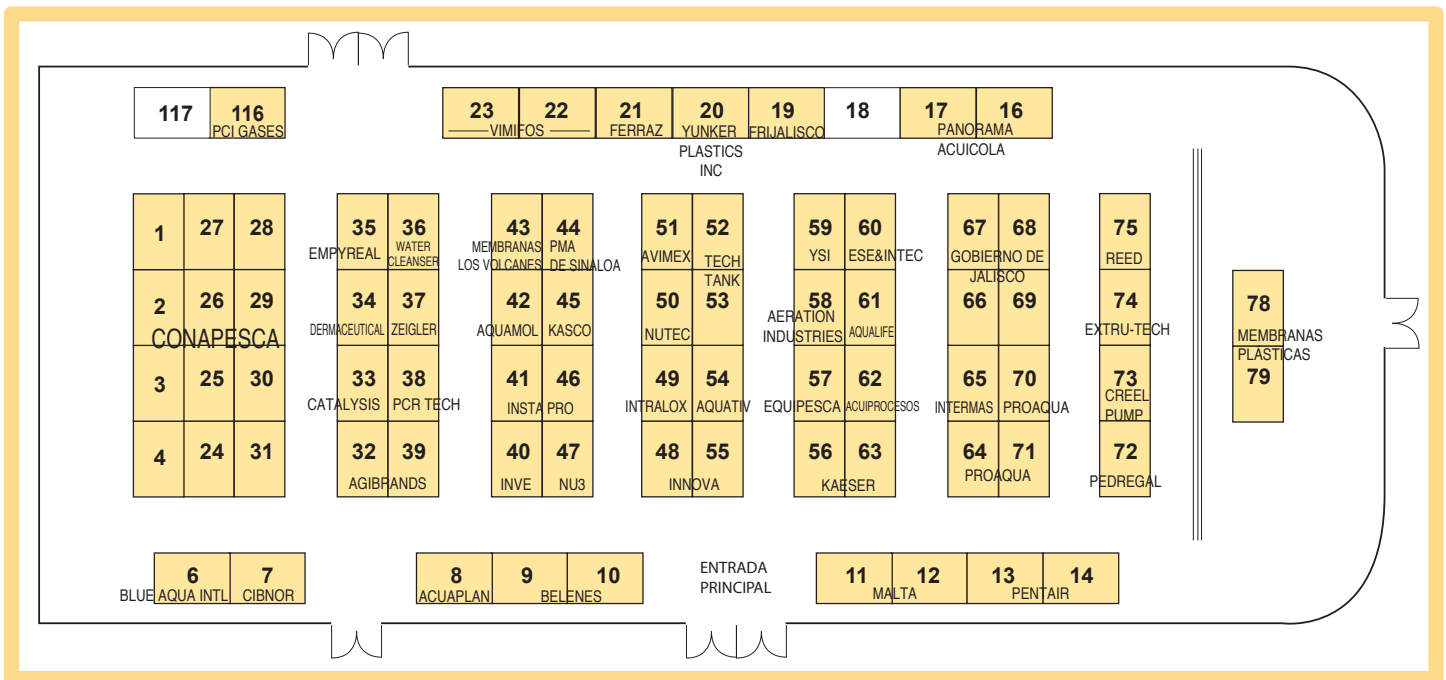 117 116
PCI GASES
23 22 21 20 19 18 17 16
VIMIFOS FERRAZ YUNKER PLASTICS INC FRIJALISCO PANORAMA ACUICOLA
1 27 28
2 26 29
CONAPESCA
3 25 30
4 24 31
35 36
EMPYREAL WATER CLEANSER
34 37
DERMACEUTICAL ZEIGLER
33 38
CATALYSIS PCR TECH
32 39
AGIBRANDS
43 44
MEMBRANAS LOS VOLCANES PMA DE SINALOA
42 45
AQUAMOL KASCO
41 46
INSTA PRO
40 47
INVE NU3
51 52
AVIMEX TECH TANK
50 53
NUTEC
49 54
INTRALOX AQUATIV
48 55
INNOVA
59 60
YSI ESE&INTEC
58 61
AERATION INDUSTRIES AQUALIFE
57 62
EQUIPESCA ACUIPROCESOS
56 63
KAESER
67 68
GOBIERNO DE JALISCO
66 69
65 70
INTERMAS PROAQUA
64 71
PROAQUA
75
REED
74
EXTRU-TECH
73
CREEL PUMP
72
PEDREGAL
78
MEMBRANAS PLASTICAS
79
6 7
BLUE AQUA INTL CIBNOR
8 9 10
ACUAPLAN BELENES
ENTRADA
PRINCIPAL
11 12 13 14
MALTA PENTAIR